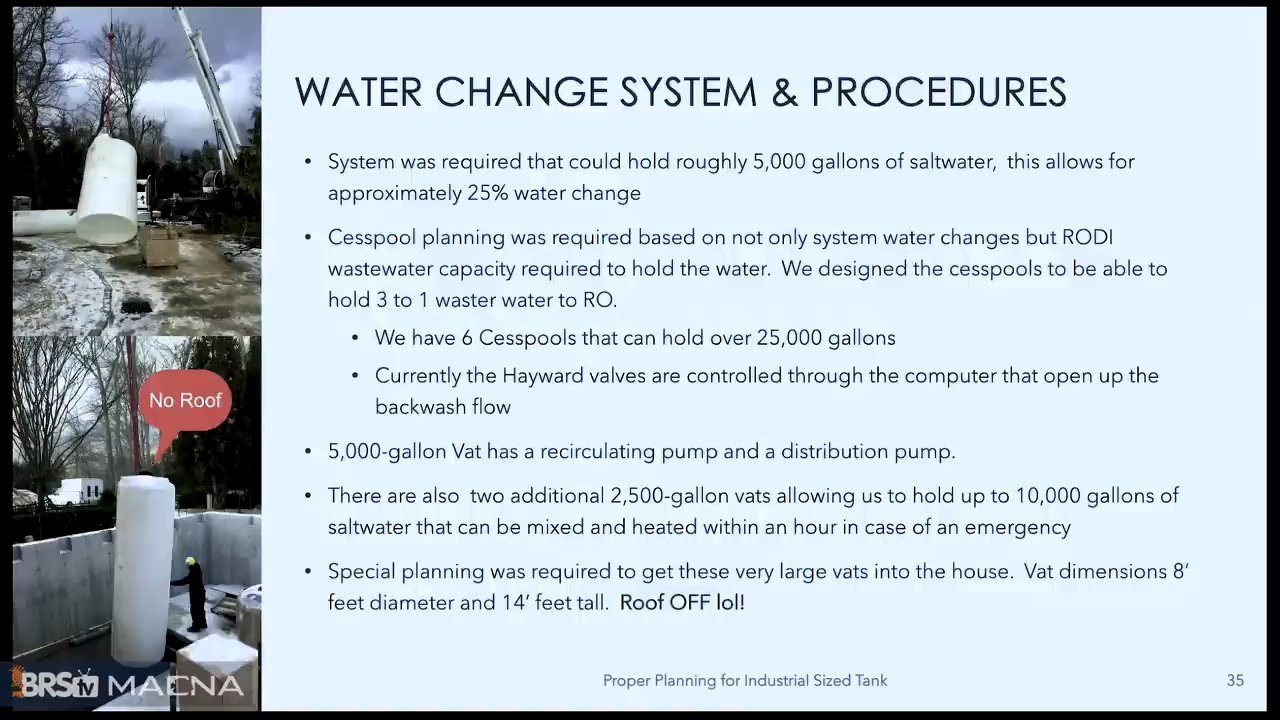 WATER CHANGE SYSTEM & PROCEDURES
• System was required that could hold roughly 5,000 gallons of saltwater, this allows for
approximately 25% water change
• Cesspool planning was required based on not only system water changes but RODI
wastewater capacity required to hold the water. We designed the cesspools to be able to
hold 3 to 1 waster water to RO.
• We have 6 Cesspools that can hold over 25,000 gallons
• Currently the Hayward valves are controlled through the computer that open up the
backwash flow
• 5,000-gallon Vat has a recirculating pump and a distribution pump.
• There are also two additional 2,500-gallon vats allowing us to hold up to 10,000 gallons of
saltwater that can be mixed and heated within an hour in case of an emergency
• Special planning was required to get these very large vats into the house. Vat dimensions 8’
feet diameter and 14’ feet tall. Roof OFF lol!
No Roof
BRStv MACNA
Proper Planning for Industrial Sized Tank
35